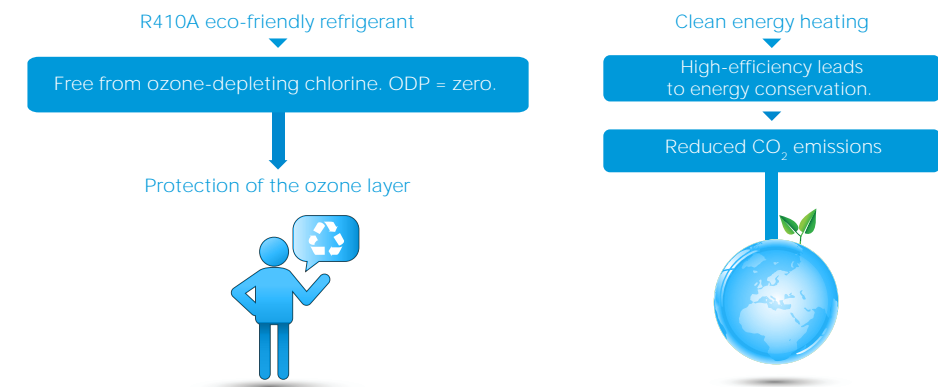 R410A eco-friendly refrigerant
Free from ozone-depleting chlorine. ODP = zero.
Protection of the ozone layer
Clean energy heating
High-efficiency leads
to energy conservation.
Reduced CO₂ emissions